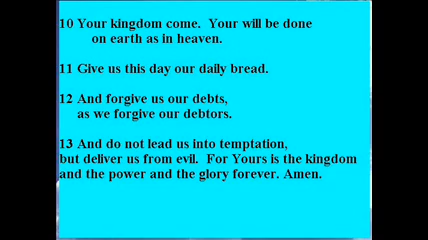 10 Your kingdom come.  Your will be done
on earth as in heaven.
11 Give us this day our daily bread.
12 And forgive us our debts,
as we forgive our debtors.
13 And do not lead us into temptation,
but deliver us from evil.  For Yours is the kingdom
and the power and the glory forever. Amen.